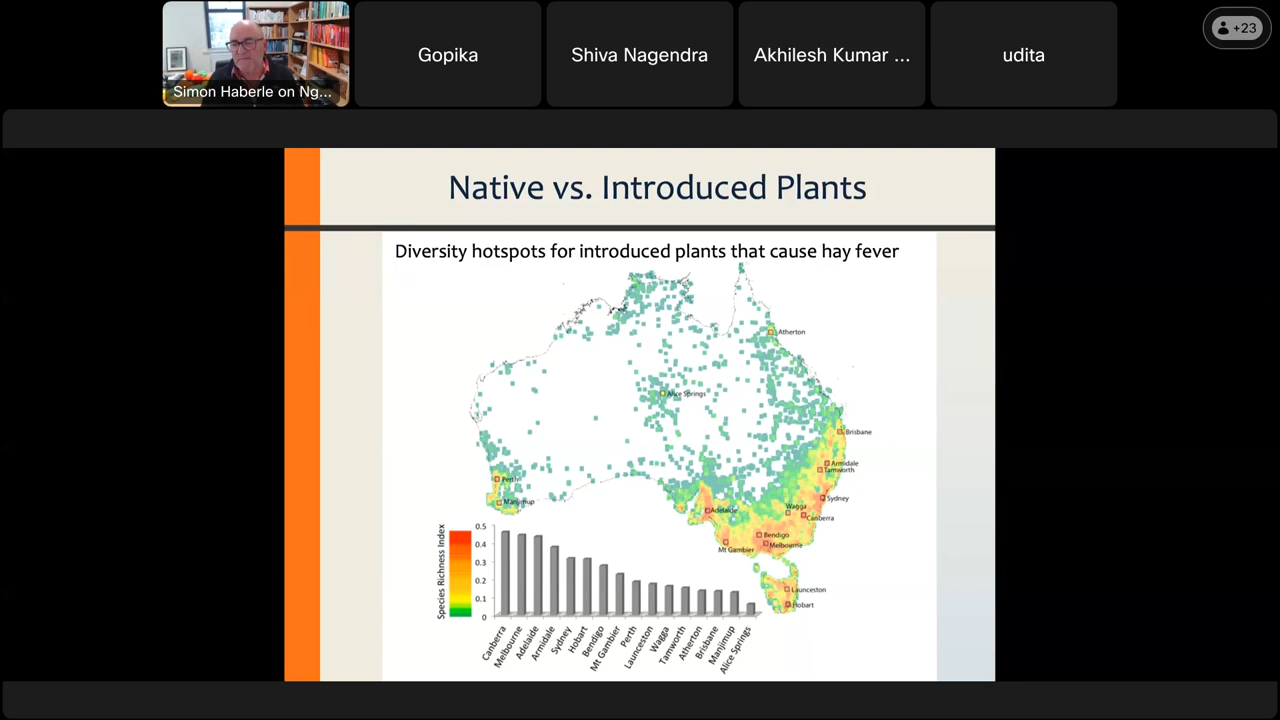 Gopika
Shiva Nagendra
Akhilesh Kumar ...
udita
+23
Simon Haberle on Ng...
Native vs. Introduced Plants
Diversity hotspots for introduced plants that cause hay fever
Atherton
Alice Springs
Brisbane
Armidale
Tamworth
Perth
Manjimup
Sydney
Wagga
Adelaide
Canberra
Bendigo
Melbourne
Mt Gambier
Launceston
Hobart
Species Richness Index
0.5
0.4
0.3
0.2
0.1
0
Canberra
Melbourne
Adelaide
Armidale
Sydney
Hobart
Bendigo
Mt Gambier
Perth
Launceston
Wagga
Tamworth
Atherton
Brisbane
Manjimup
Alice Springs